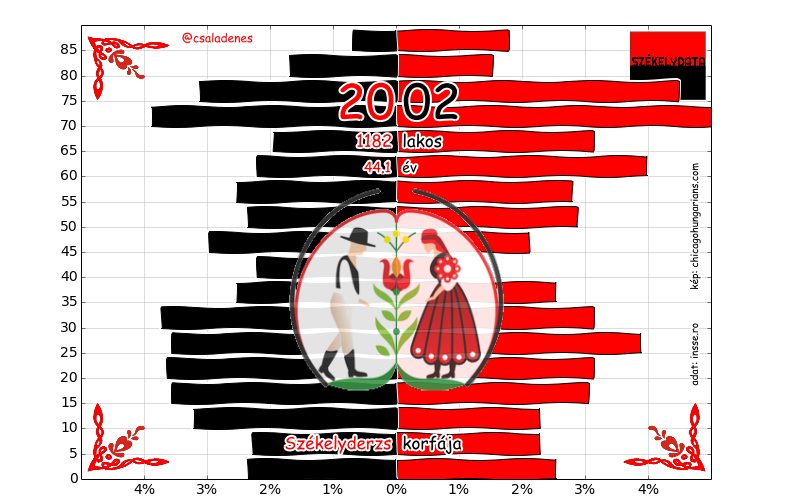 @csaladenes
SZÉKELYDATA
2002
1182 lakos
44.1 év
kép: chicagohungarians.com
adat: insse.ro
Székelyderzs korfája
85
80
75
70
65
60
55
50
45
40
35
30
25
20
15
10
5
0
4% 3% 2% 1% 0% 1% 2% 3% 4%